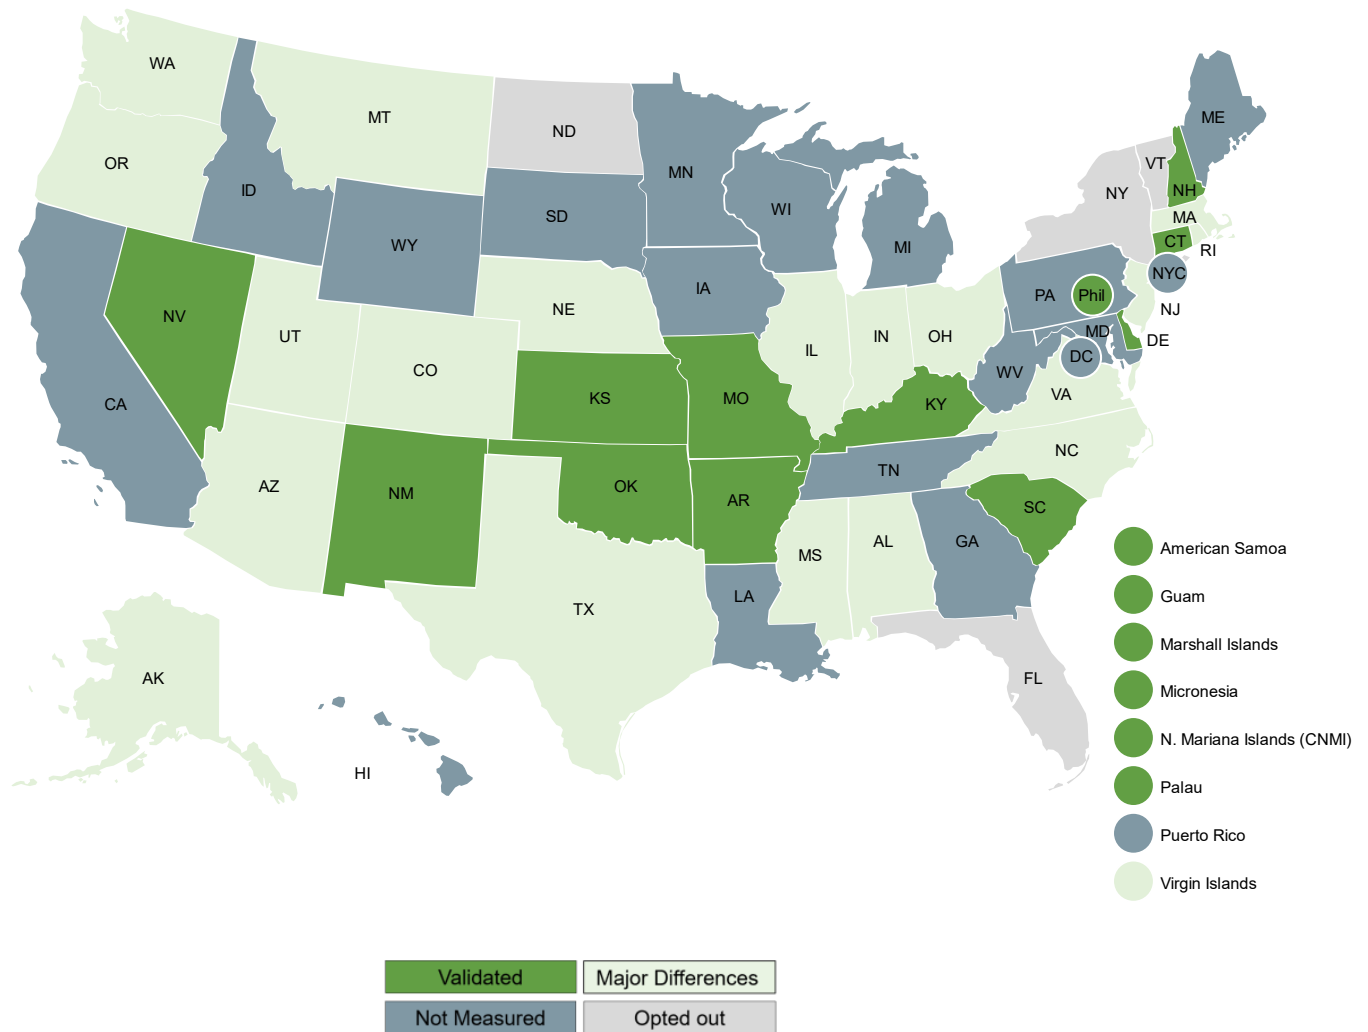 WA
MT
ND
OR
ID
MN
ME
VT
NY
NH
WY
SD
WI
MI
MA
CT
RI
NYC
NV
UT
NE
IA
PA
Phil
NJ
IL
IN
OH
MD
DE
DC
CA
CO
KS
MO
KY
WV
VA
AZ
NM
OK
AR
TN
NC
SC
TX
LA
MS
AL
GA
FL
AK
HI
American Samoa
Guam
Marshall Islands
Micronesia
N. Mariana Islands (CNMI)
Palau
Puerto Rico
Virgin Islands
Validated
Major Differences
Not Measured
Opted out